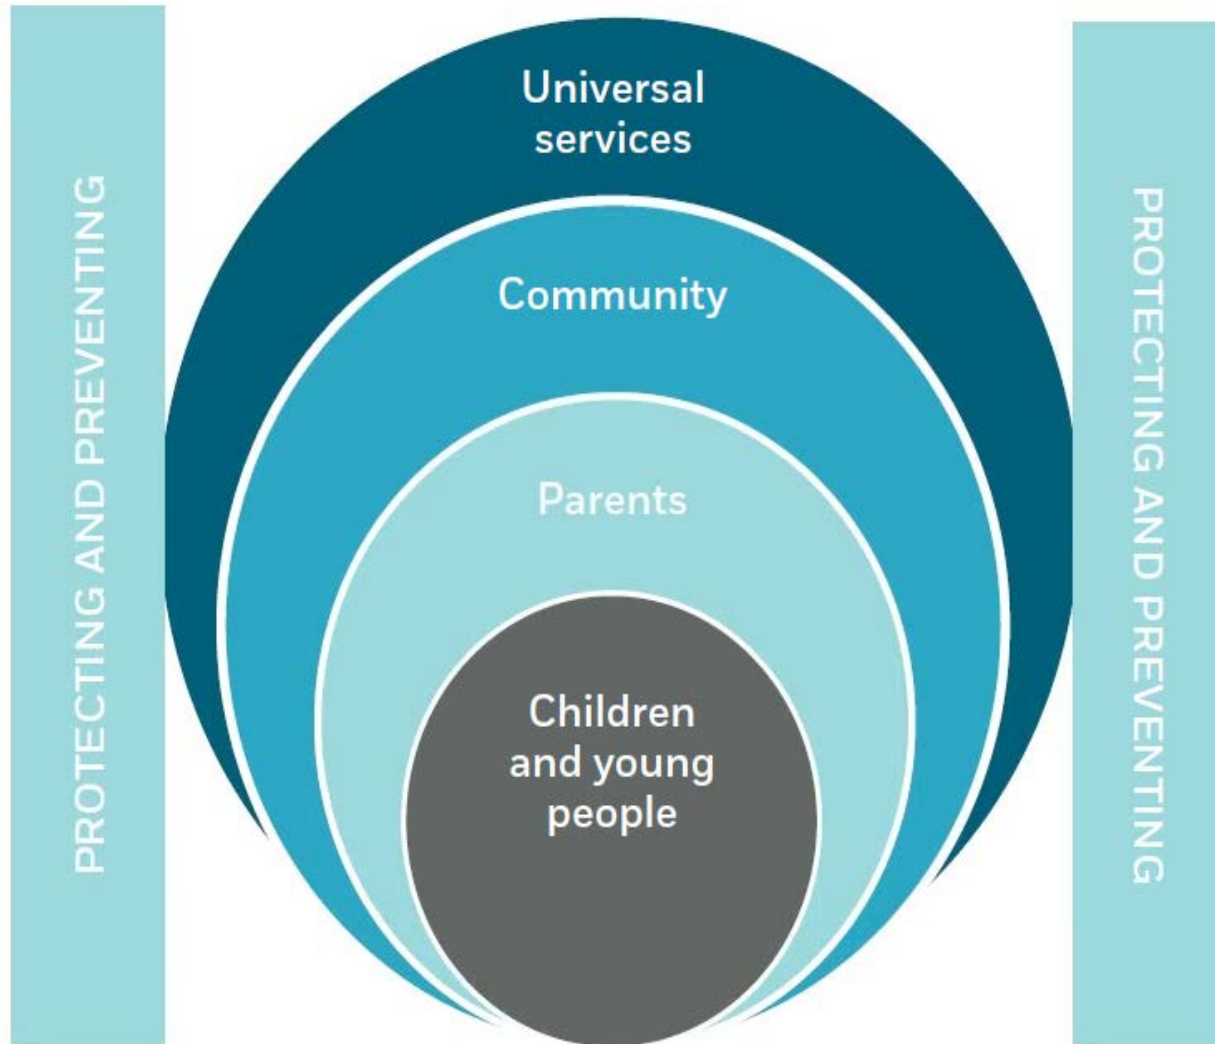 PROTECTING AND PREVENTING
Universal
services
Community
Parents
Children
and young
people
PROTECTING AND PREVENTING